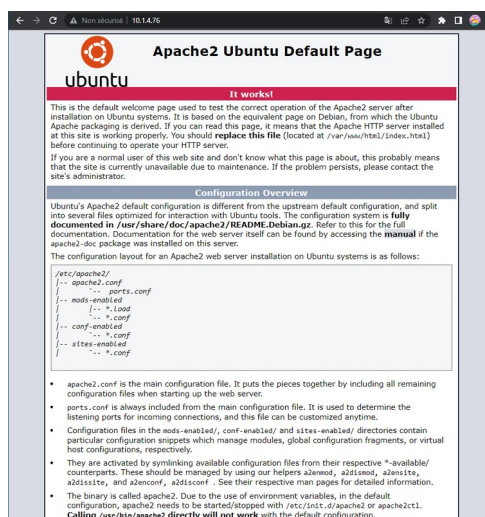 Non sécurisé | 10.1.4.76
Apache2 Ubuntu Default Page
ubuntu
It works!
This is the default welcome page used to test the correct operation of the Apache2 server after
installation on Ubuntu systems. It is based on the equivalent page on Debian, from which the Ubuntu
Apache packaging is derived. If you can read this page, it means that the Apache HTTP server installed
at this site is working properly. You should replace this file (located at /var/www/html/index.html)
before continuing to operate your HTTP server.
If you are a normal user of this web site and don't know what this page is about, this probably means
that the site is currently unavailable due to maintenance. If the problem persists, please contact the
site's administrator.
Configuration Overview
Ubuntu's Apache2 default configuration is different from the upstream default configuration, and split
into several files optimized for interaction with Ubuntu tools. The configuration system is fully
documented in /usr/share/doc/apache2/README.Debian.gz. Refer to this for the full
documentation. Documentation for the web server itself can be found by accessing the manual if the
apache2-doc package was installed on this server.
The configuration layout for an Apache2 web server installation on Ubuntu systems is as follows:
/etc/apache2/
|-- apache2.conf
|       `--  ports.conf
|-- mods-enabled
|       |-- *.load
|       `-- *.conf
|-- conf-enabled
|       `-- *.conf
|-- sites-enabled
|       `-- *.conf
• apache2.conf is the main configuration file. It puts the pieces together by including all remaining
configuration files when starting up the web server.
• ports.conf is always included from the main configuration file. It is used to determine the
listening ports for incoming connections, and this file can be customized anytime.
• Configuration files in the mods-enabled/, conf-enabled/ and sites-enabled/ directories contain
particular configuration snippets which manage modules, global configuration fragments, or virtual
host configurations, respectively.
• They are activated by symlinking available configuration files from their respective *-available/
counterparts. These should be managed by using our helpers a2enmod, a2dismod, a2ensite,
a2dissite, and a2enconf, a2disconf . See their respective man pages for detailed information.
• The binary is called apache2. Due to the use of environment variables, in the default
configuration, apache2 needs to be started/stopped with /etc/init.d/apache2 or apache2ctl.
Calling /usr/bin/apache2 directly will not work with the default configuration.